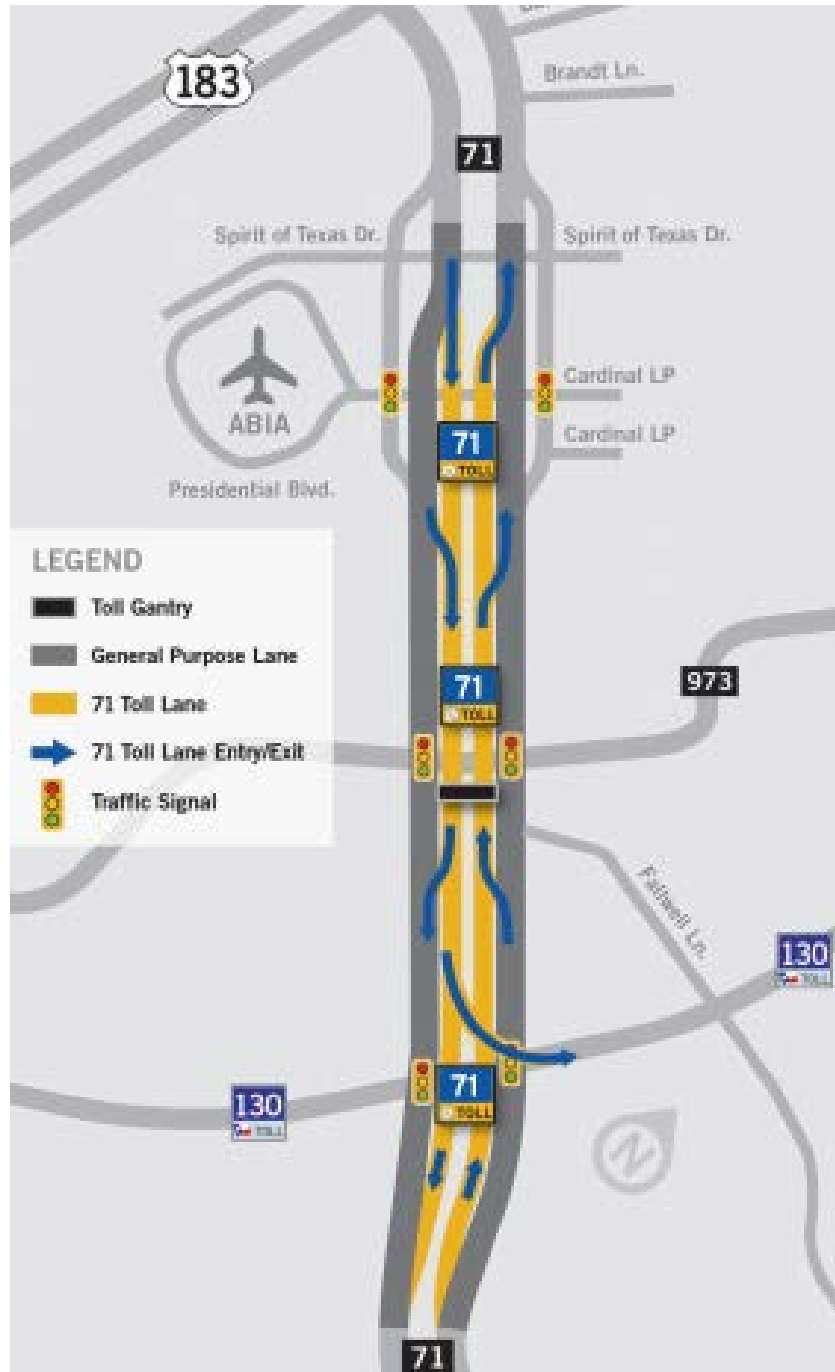 183
Brandt Ln.
71
Spirit of Texas Dr.
Spirit of Texas Dr.
Cardinal LP
ABIA
Cardinal LP
71
TOLL
Presidential Blvd.
LEGEND
Toll Gantry
General Purpose Lane
71 Toll Lane
71 Toll Lane Entry/Exit
Traffic Signal
71
TOLL
973
Fallwell Ln.
130
TOLL
71
TOLL
130
TOLL
N
71